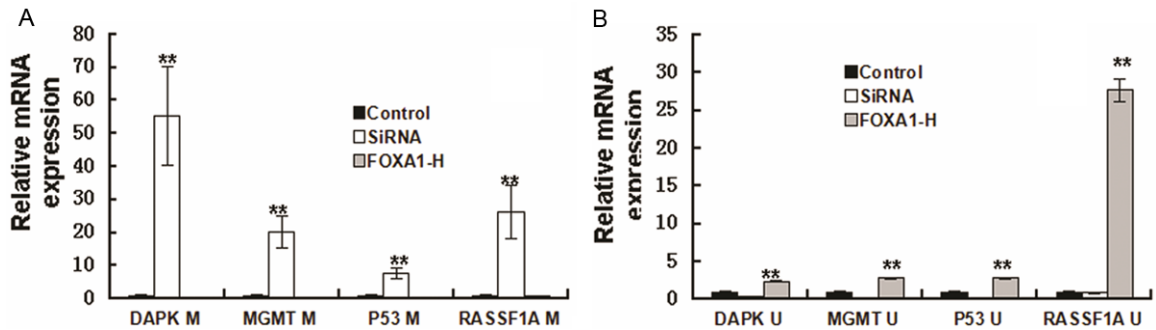 A
Relative mRNA
expression
80
70
60
50
40
30
20
10
0
**
**
**
**
Control
SiRNA
FOXA1-H
DAPK M
MGMT M
P53 M
RASSF1A M
B
Relative mRNA
expression
35
30
25
20
15
10
5
0
**
**
**
**
Control
SiRNA
FOXA1-H
DAPK U
MGMT U
P53 U
RASSF1A U